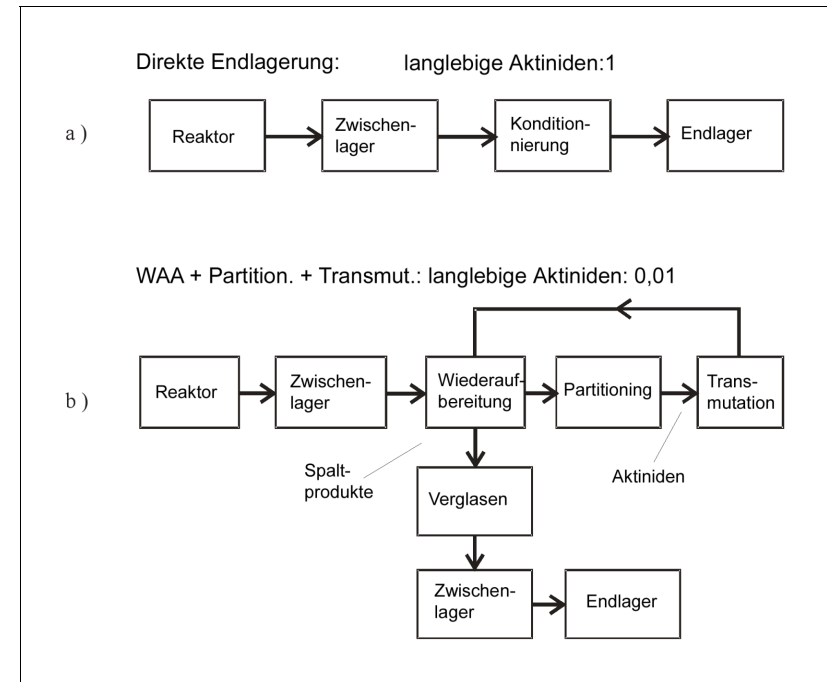 Direkte Endlagerung: langlebige Aktiniden:1
a )
Reaktor
Zwischen-
lager
Kondition-
nierung
Endlager
WAA + Partition. + Transmut.: langlebige Aktiniden: 0,01
b )
Reaktor
Zwischen-
lager
Wiederauf-
bereitung
Partitioning
Trans-
mutation
Spalt-
produkte
Aktiniden
Verglasen
Zwischen-
lager
Endlager